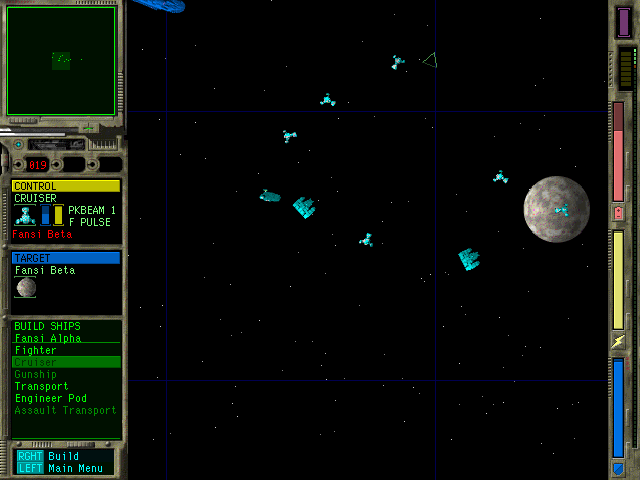 019
CONTROL
CRUISER
PKBEAM 1
F PULSE
Fansi Beta
TARGET
Fansi Beta
BUILD SHIPS
Fansi Alpha
Fighter
Cruiser
Gunship
Transport
Engineer Pod
Assault Transport
RGHT Build
LEFT Main Menu